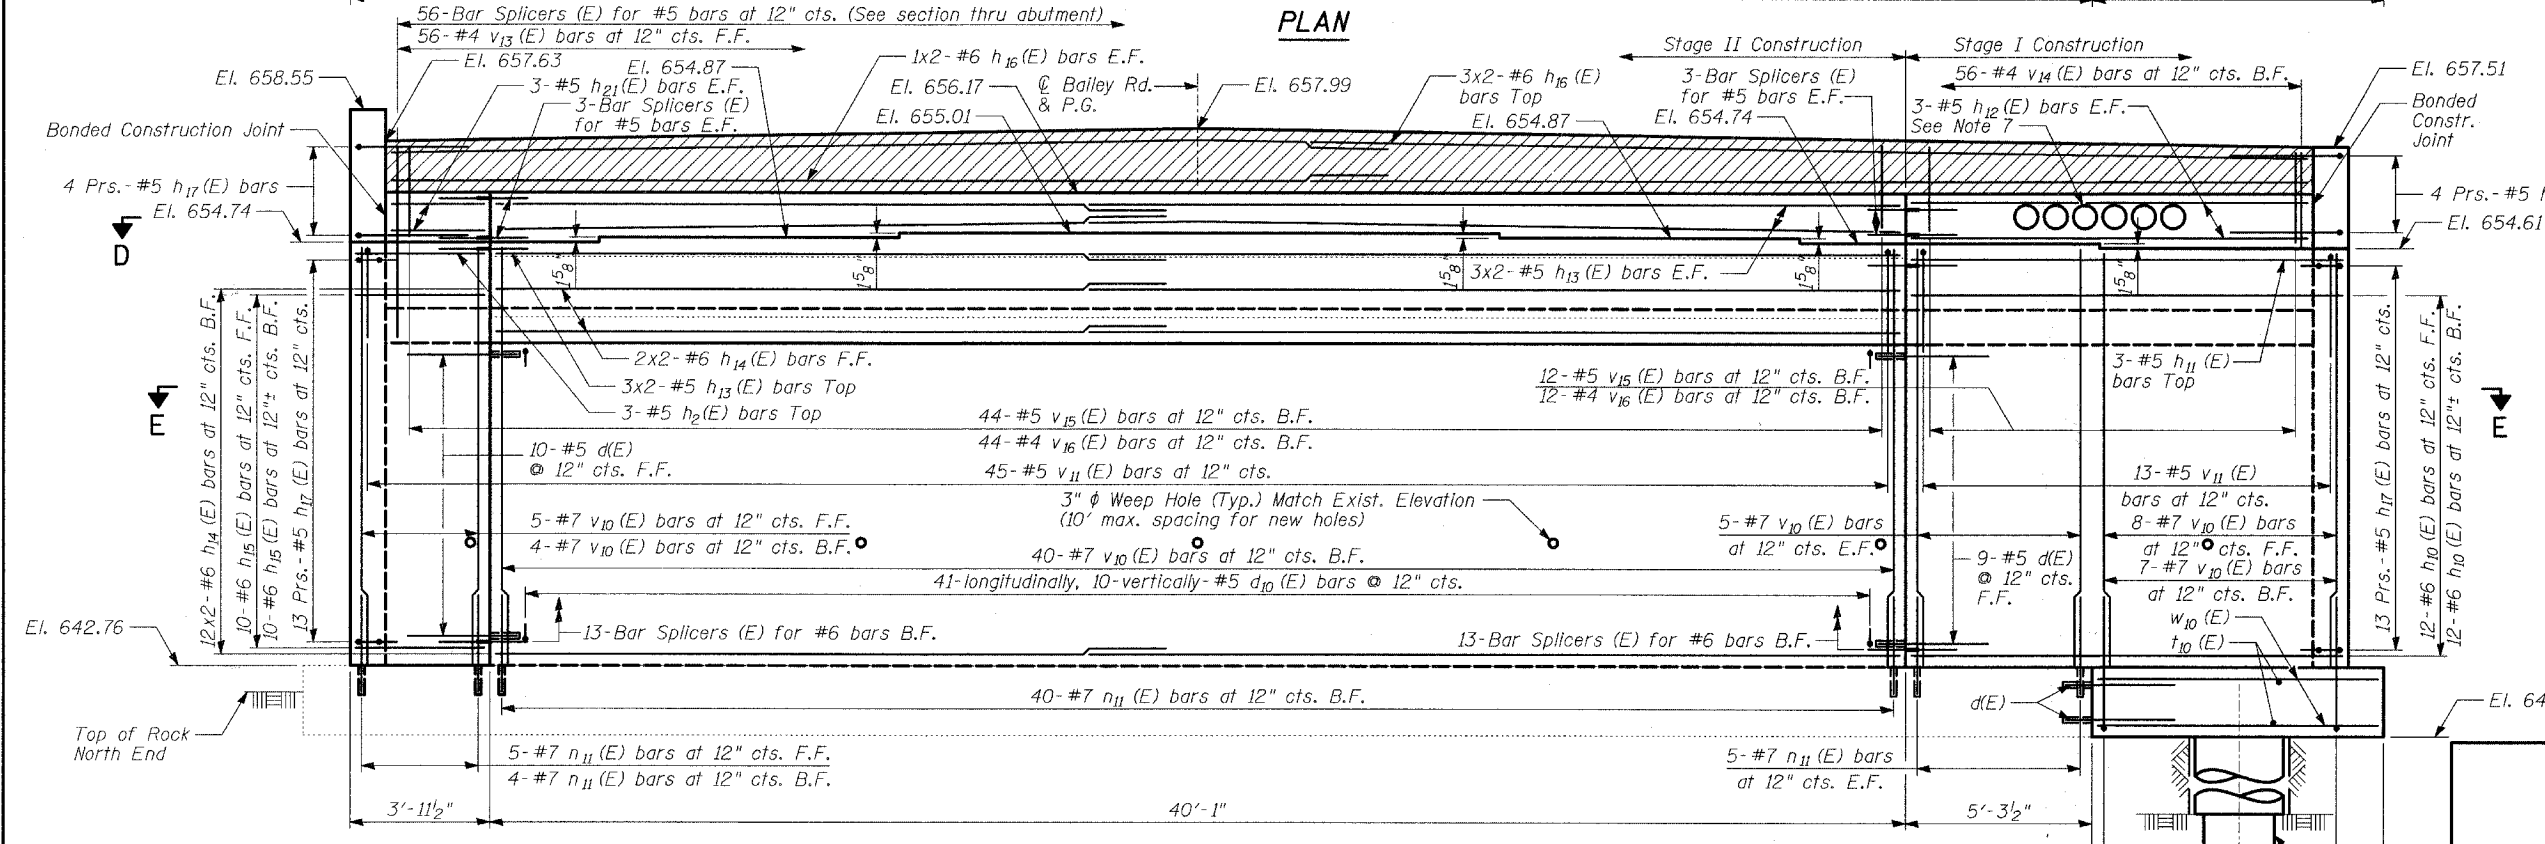 PLAN
56-Bar Splicers (E) for #5 bars at 12" cts. (See section thru abutment)
56-#4 v13 (E) bars at 12" cts. F.F.
El. 658.55
El. 657.63
3-#5 h21(E) bars E.F.
3-Bar Splicers (E)
for #5 bars E.F.
El. 654.87
1x2-#6 h16 (E) bars E.F.
El. 656.17
El. 655.01
℄ Bailey Rd.
& P.G.
El. 657.99
3x2-#6 h16 (E)
bars Top
El. 654.87
Stage II Construction
Stage I Construction
3-Bar Splicers (E)
for #5 bars E.F.
El. 654.74
56-#4 v14 (E) bars at 12" cts. B.F.
3-#5 h12 (E) bars E.F.
See Note 7
El. 657.51
Bonded
Constr.
Joint
Bonded Construction Joint
4 Prs.-#5 h17(E) bars
El. 654.74
4 Prs.-#5 h
El. 654.61
D
E
E
15/8"
15/8"
15/8"
15/8"
15/8"
3x2-#5 h13 (E) bars E.F.
12x2-#6 h14 (E) bars at 12" cts. B.F.
10-#6 h15 (E) bars at 12" cts. F.F.
10-#6 h15 (E) bars at 12"± cts. B.F.
13 Prs.-#5 h17 (E) bars at 12" cts.
2x2-#6 h14 (E) bars F.F.
3x2-#5 h13 (E) bars Top
3-#5 h2(E) bars Top
12-#5 v15 (E) bars at 12" cts. B.F.
12-#4 v16 (E) bars at 12" cts. B.F.
3-#5 h11 (E)
bars Top
44-#5 v15 (E) bars at 12" cts. B.F.
44-#4 v16 (E) bars at 12" cts. B.F.
10-#5 d(E)
@ 12" cts. F.F.
45-#5 v11 (E) bars at 12" cts.
13-#5 v11 (E)
bars at 12" cts.
3" ϕ Weep Hole (Typ.) Match Exist. Elevation
(10' max. spacing for new holes)
5-#7 v10 (E) bars at 12" cts. F.F.
4-#7 v10 (E) bars at 12" cts. B.F.
40-#7 v10 (E) bars at 12" cts. B.F.
5-#7 v10 (E) bars
at 12" cts. E.F.
8-#7 v10 (E) bars
at 12" cts. F.F.
7-#7 v10 (E) bars
at 12" cts. B.F.
9-#5 d(E)
@ 12" cts.
F.F.
13 Prs.-#5 h17(E) bars at 12" cts.
12-#6 h10 (E) bars at 12" cts. F.F.
12-#6 h10 (E) bars at 12"± cts. B.F.
41-longitudinally, 10-vertically-#5 d10 (E) bars @ 12" cts.
El. 642.76
13-Bar Splicers (E) for #6 bars B.F.
13-Bar Splicers (E) for #6 bars B.F.
w10 (E)
t10 (E)
40-#7 n11 (E) bars at 12" cts. B.F.
d(E)
El. 64
Top of Rock
North End
5-#7 n11 (E) bars at 12" cts. F.F.
4-#7 n11 (E) bars at 12" cts. B.F.
5-#7 n11 (E) bars
at 12" cts. E.F.
3'-11 1/2"
40'-1"
5'-3 1/2"